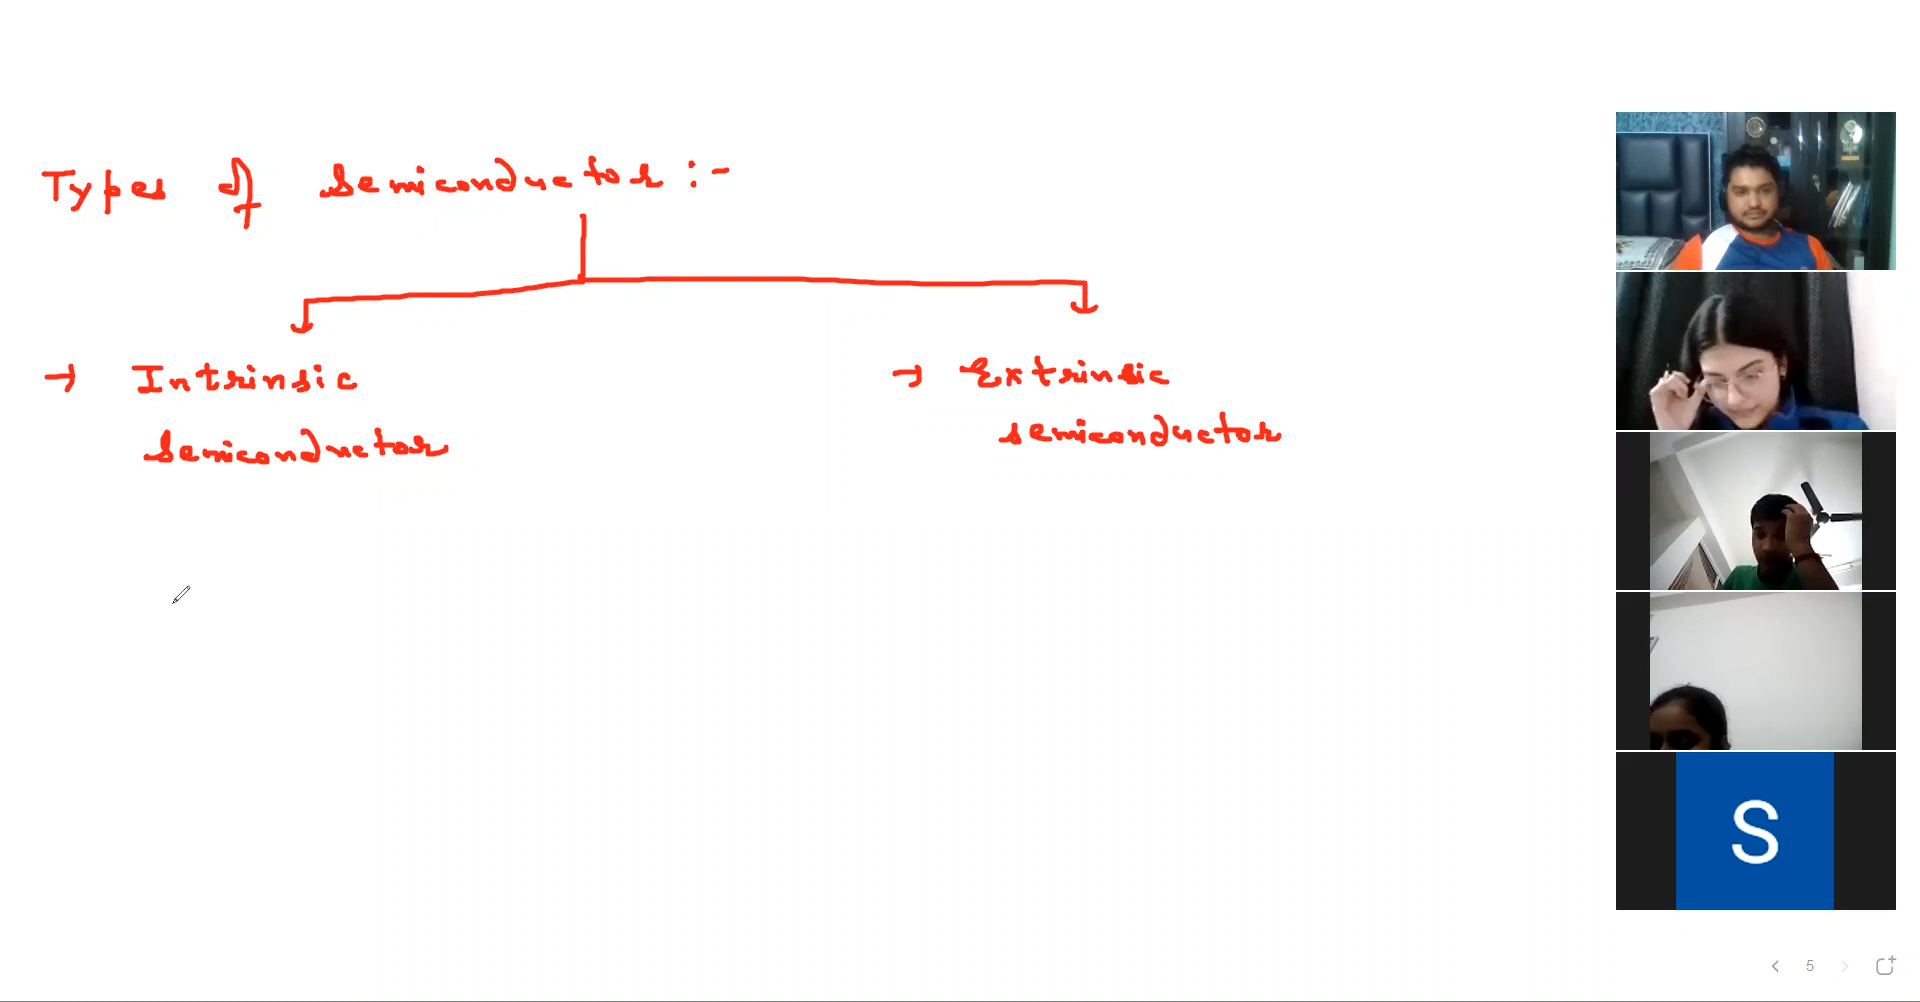 Types of Semiconductor :-
→ Intrinsic
Semiconductor
→ Extrinsic
semiconductor
S
5